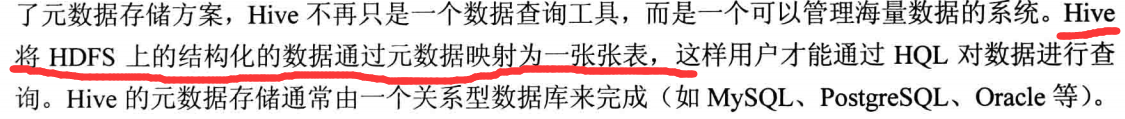 了元数据存储方案，Hive 不再只是一个数据查询工具，而是一个可以管理海量数据的系统。Hive
将 HDFS 上的结构化的数据通过元数据映射为一张张表，这样用户才能通过 HQL 对数据进行查
询。Hive 的元数据存储通常由一个关系型数据库来完成（如 MySQL、PostgreSQL、Oracle 等）。